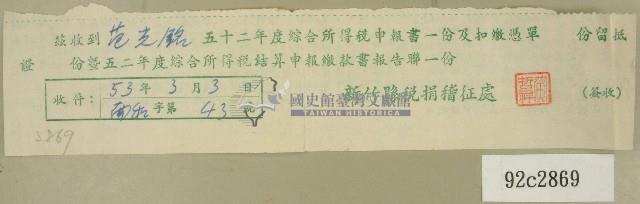 茲收到 范光銘 五十二年度綜合所得稅申報書一份及扣繳憑單 份留抵
證 份暨五二年度綜合所得稅結算申報繳款書報告聯一份
收件: 53年3月3日
字第 43 號
新竹縣稅捐稽征處
(簽收)
國史館臺灣文獻館
TAIWAN HISTORICA
2869
92c2869